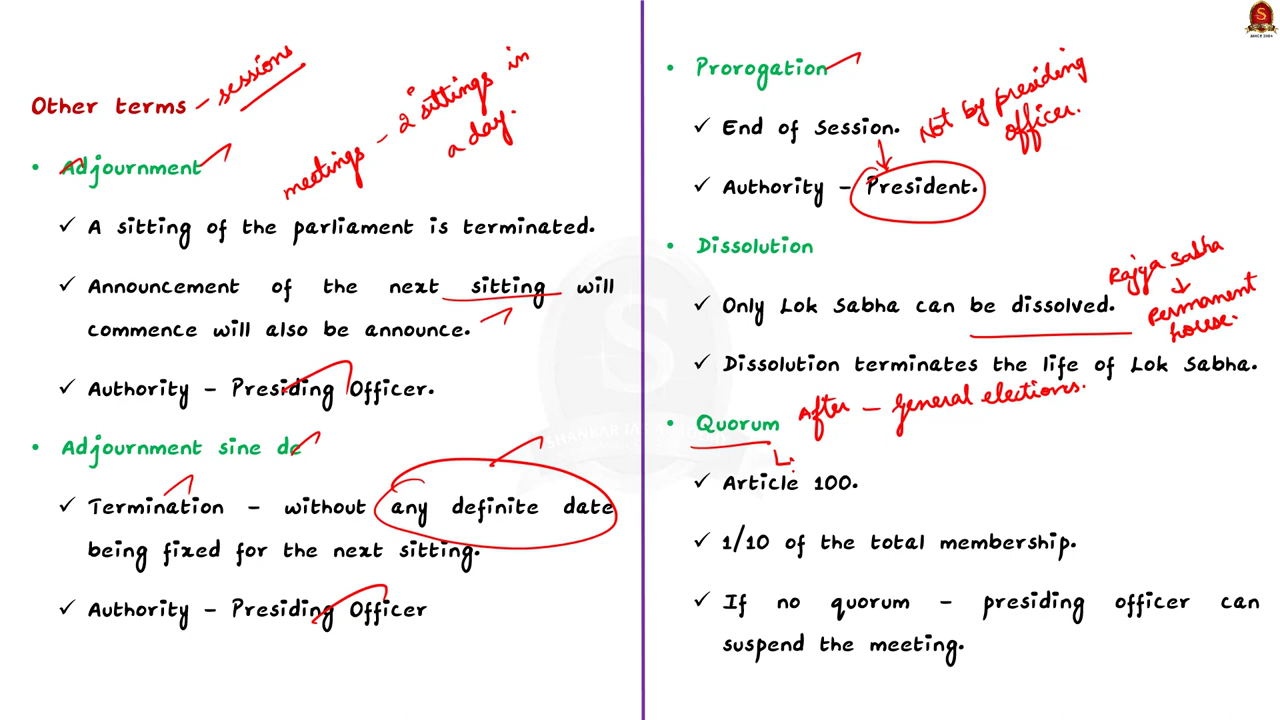 Other terms - sessions
meetings - 2 sittings in
a day.
• Adjournment
✓ A sitting of the parliament is terminated.
✓ Announcement of the next sitting will
commence will also be announce.
✓ Authority - Presiding Officer.
• Adjournment sine de
✓ Termination - without any definite date
being fixed for the next sitting.
✓ Authority - Presiding Officer
S
SINCE 2004
• Prorogation
✓ End of Session.
Not by presiding
officer.
✓ Authority - President.
• Dissolution
✓ Only Lok Sabha can be dissolved.
Rajya Sabha
↓
Permanent
house.
✓ Dissolution terminates the life of Lok Sabha.
After - General elections.
• Quorum
✓ Article 100.
✓ 1/10 of the total membership.
✓ If no quorum - presiding officer can
suspend the meeting.